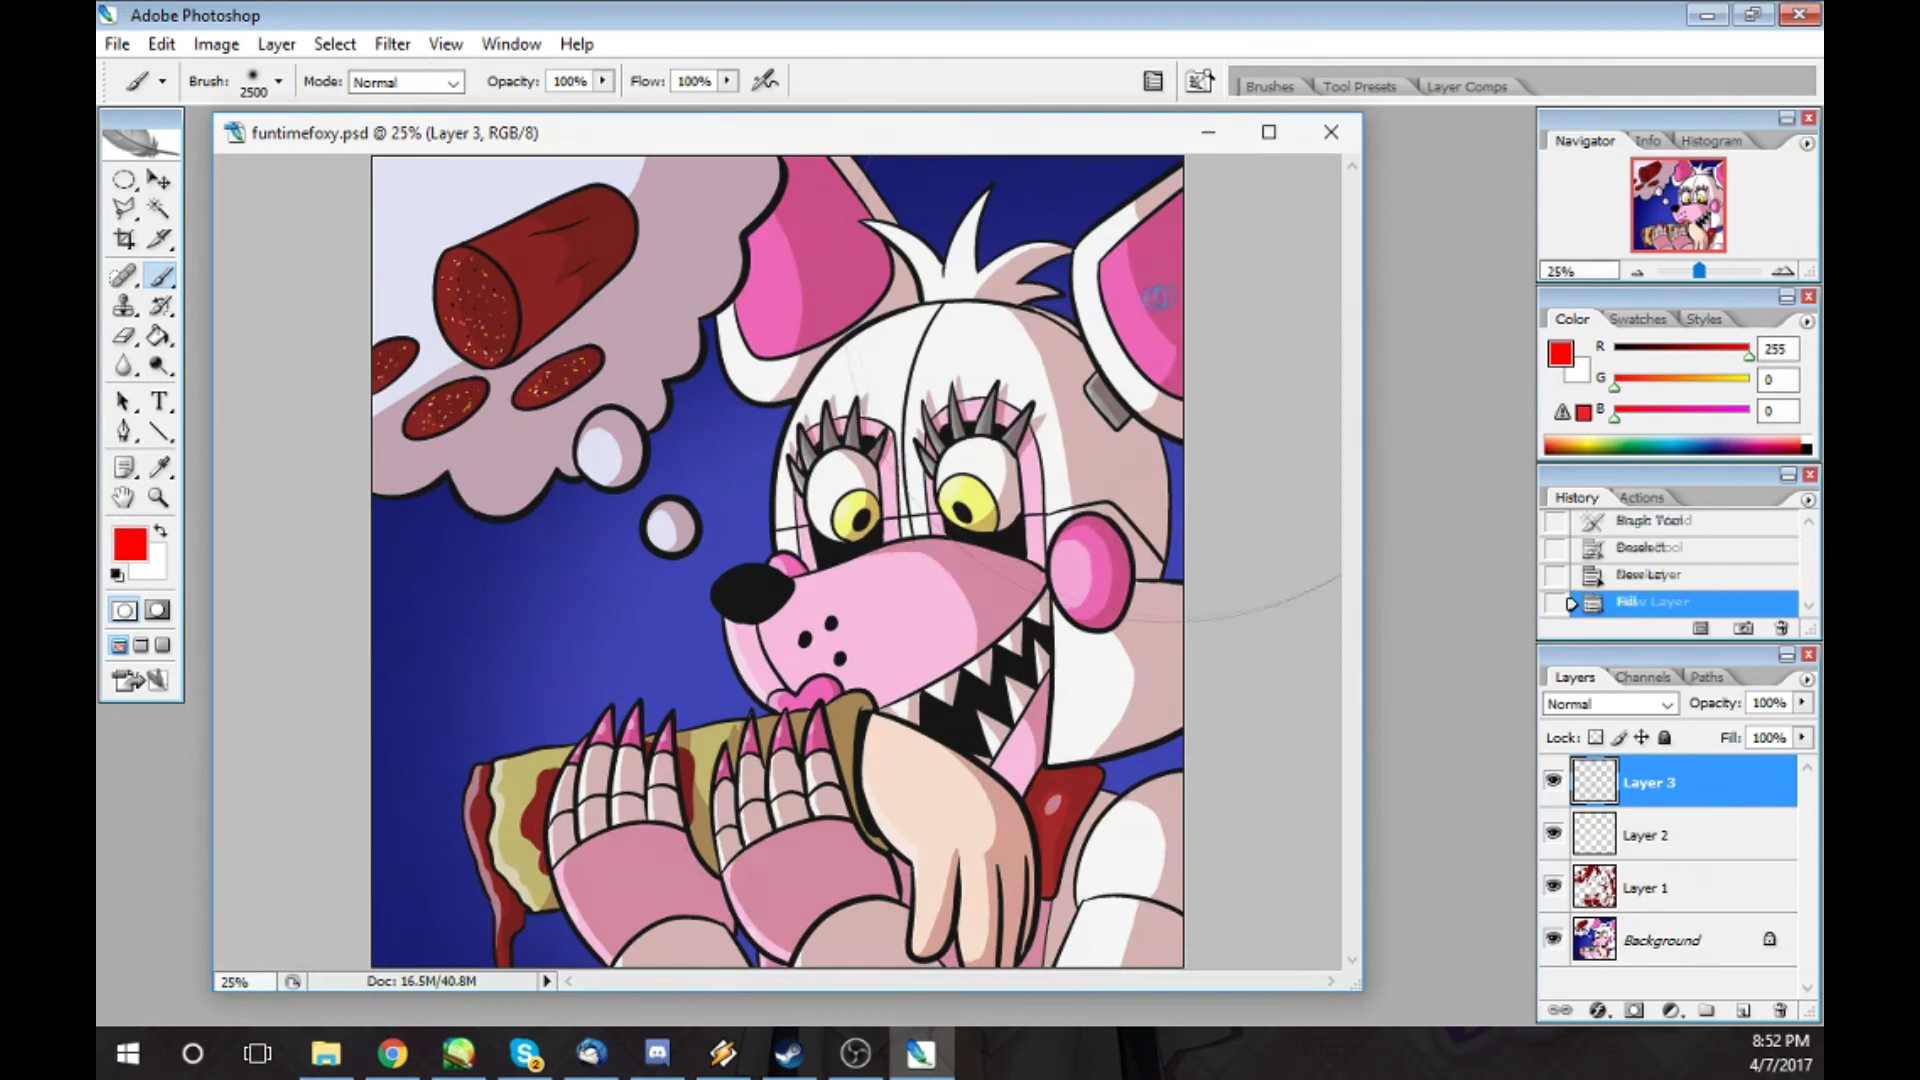 Adobe Photoshop
File Edit Image Layer Select Filter View Window Help
Brush: 2500 Mode: Normal Opacity: 100% Flow: 100% Brushes Tool Presets Layer Comps
funtimefoxy.psd @ 25% (Layer 3, RGB/8)
Navigator Info Histogram
25%
Color Swatches Styles
R 255
G 0
B 0
History Actions
Layers Channels Paths
Normal Opacity: 100%
Lock: Fill: 100%
Layer 3
Layer 2
Layer 1
Background
25% Doc: 16.5M/40.8M
2
8:52 PM
4/7/2017